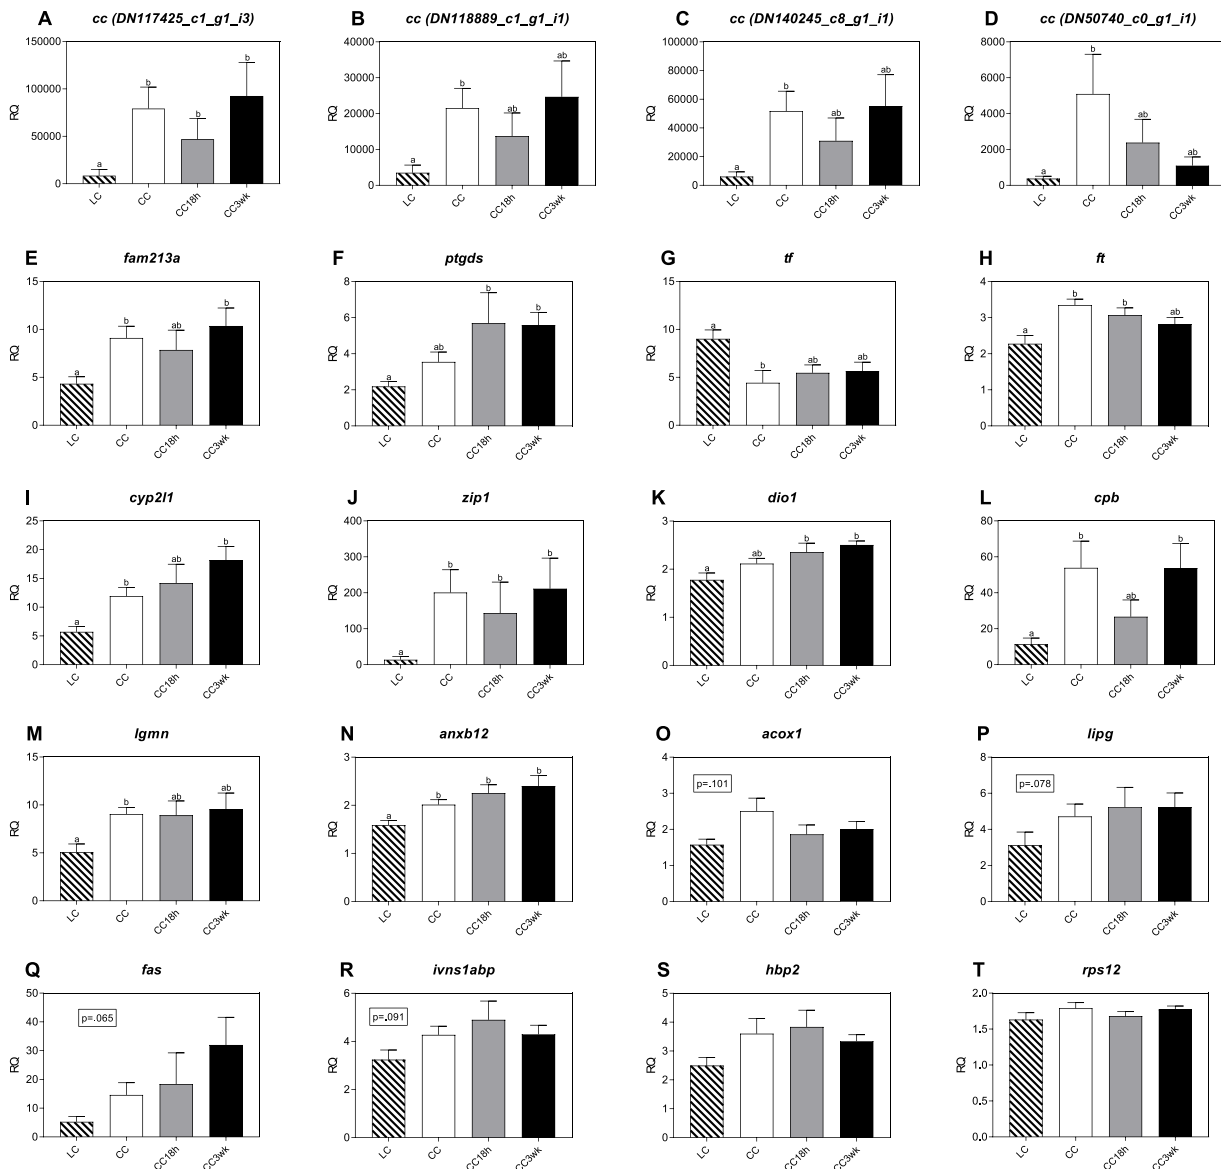 A cc (DN117425_c1_g1_i3)
RQ
150000
100000
50000
0
a
b
b
b
LC
CC
CC18h
CC3wk
B cc (DN118889_c1_g1_i1)
RQ
40000
30000
20000
10000
0
a
b
ab
ab
LC
CC
CC18h
CC3wk
C cc (DN140245_c8_g1_i1)
RQ
100000
80000
60000
40000
20000
0
a
b
ab
ab
LC
CC
CC18h
CC3wk
D cc (DN50740_c0_g1_i1)
RQ
8000
6000
4000
2000
0
a
b
ab
ab
LC
CC
CC18h
CC3wk
E fam213a
RQ
15
10
5
0
a
b
ab
b
LC
CC
CC18h
CC3wk
F ptgds
RQ
8
6
4
2
0
a
ab
b
b
LC
CC
CC18h
CC3wk
G tf
RQ
15
10
5
0
a
b
ab
ab
LC
CC
CC18h
CC3wk
H ft
RQ
4
3
2
1
0
a
b
b
ab
LC
CC
CC18h
CC3wk
I cyp2l1
RQ
25
20
15
10
5
0
a
b
ab
b
LC
CC
CC18h
CC3wk
J zip1
RQ
400
300
200
100
0
a
b
b
b
LC
CC
CC18h
CC3wk
K dio1
RQ
3
2
1
0
a
ab
b
b
LC
CC
CC18h
CC3wk
L cpb
RQ
80
60
40
20
0
a
b
ab
b
LC
CC
CC18h
CC3wk
M lgmn
RQ
15
10
5
0
a
b
ab
ab
LC
CC
CC18h
CC3wk
N anxb12
RQ
3
2
1
0
a
b
b
b
LC
CC
CC18h
CC3wk
O acox1
RQ
4
3
2
1
0
p=.101
LC
CC
CC18h
CC3wk
P lipg
RQ
8
6
4
2
0
p=.078
LC
CC
CC18h
CC3wk
Q fas
RQ
50
40
30
20
10
0
p=.065
LC
CC
CC18h
CC3wk
R ivns1abp
RQ
6
4
2
0
p=.091
LC
CC
CC18h
CC3wk
S hbp2
RQ
5
4
3
2
1
0
LC
CC
CC18h
CC3wk
T rps12
RQ
2.0
1.5
1.0
0.5
0.0
LC
CC
CC18h
CC3wk